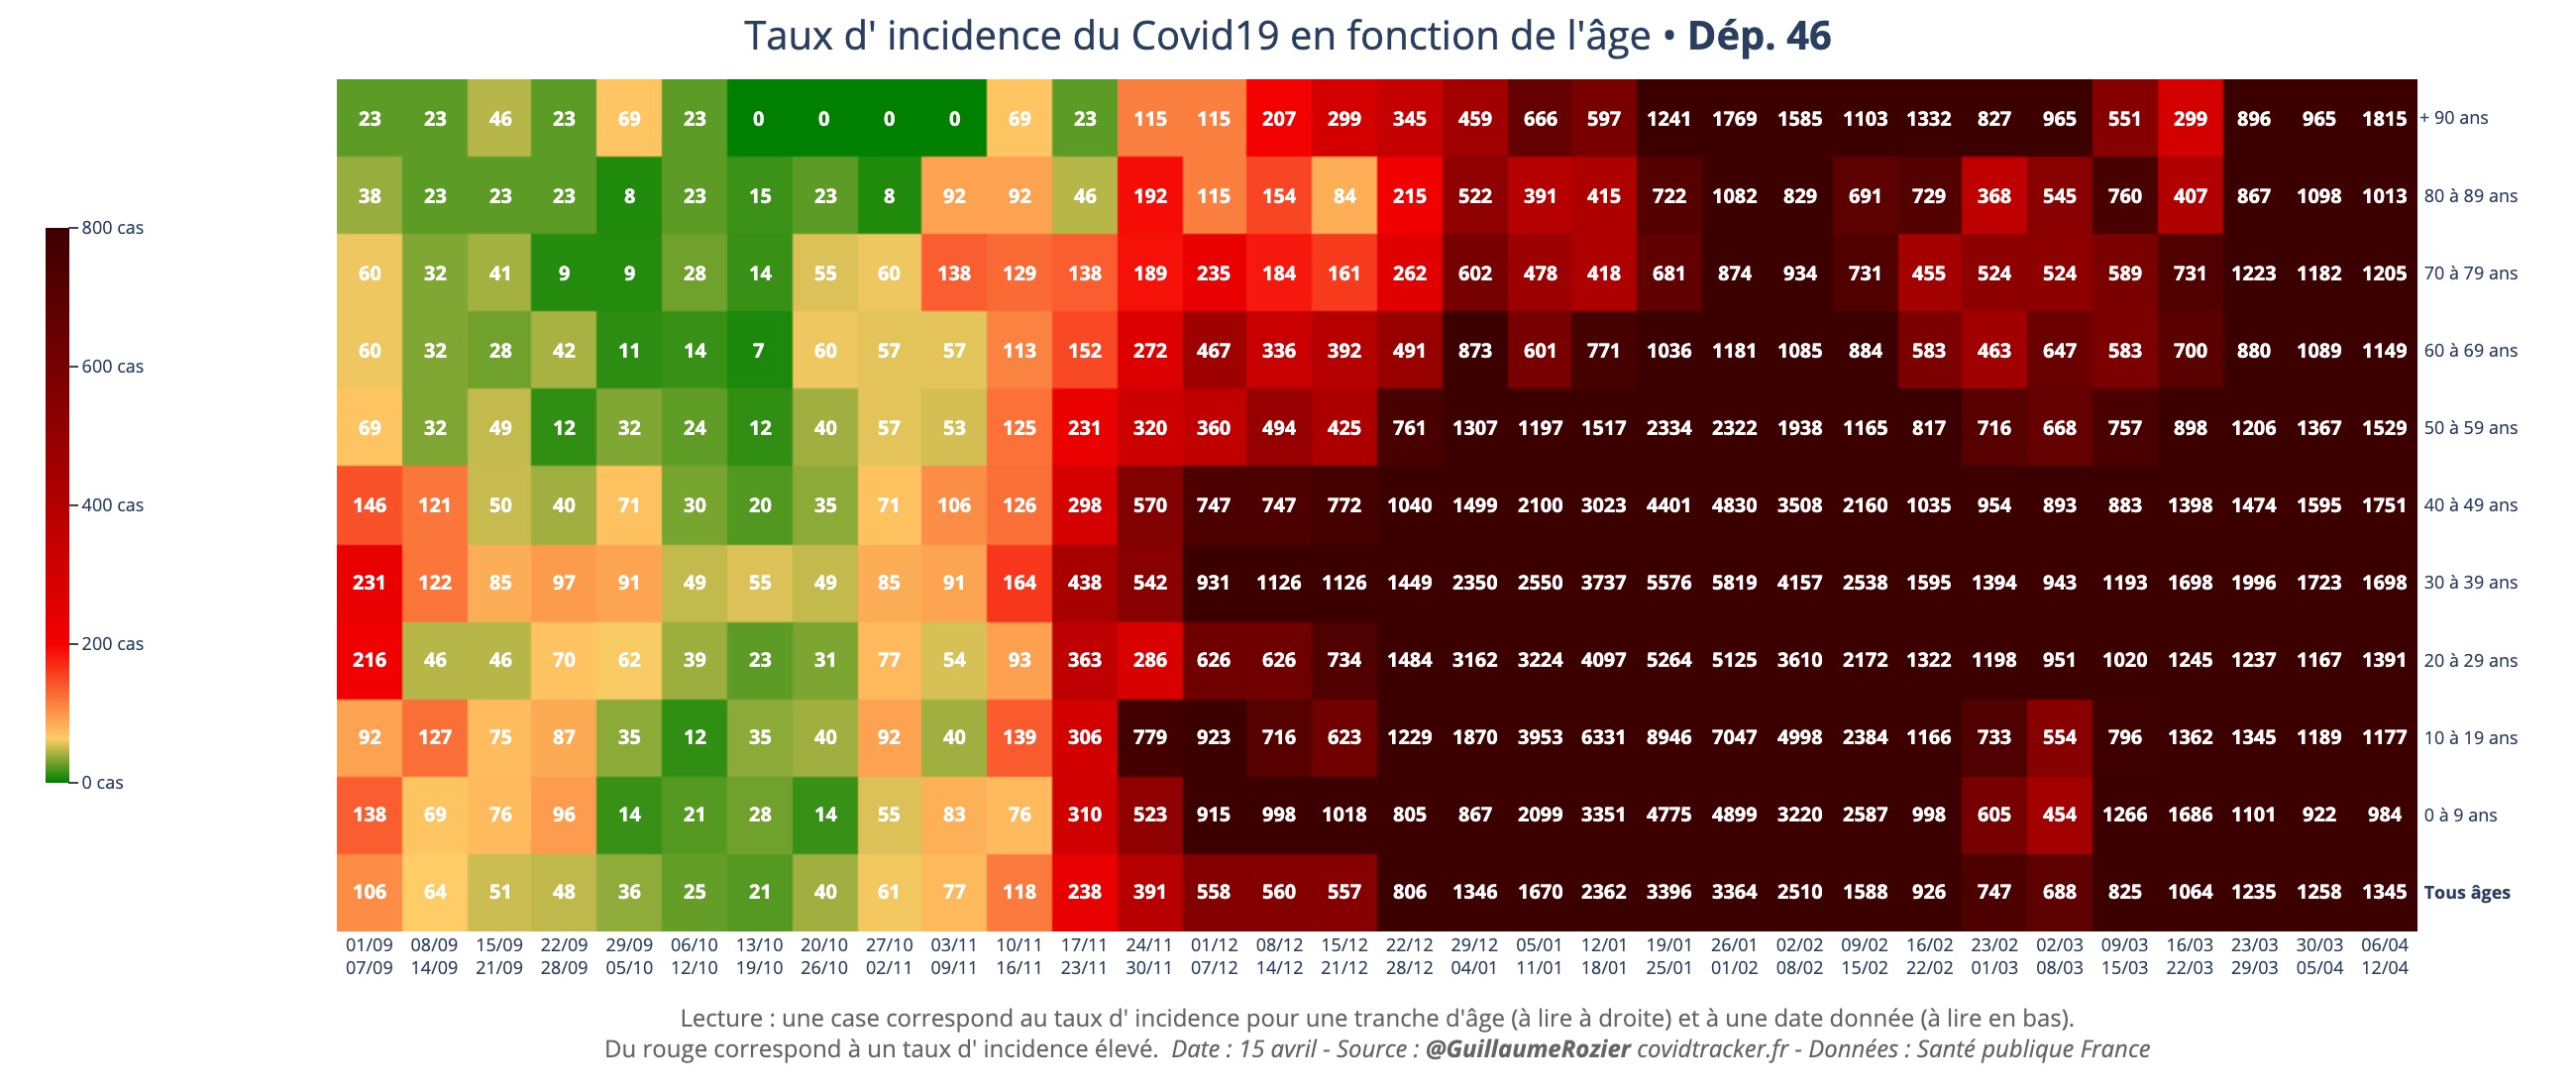 Taux d' incidence du Covid19 en fonction de l'âge • Dép. 46
800 cas
600 cas
400 cas
200 cas
0 cas
23 23 46 23 69 23 0 0 0 0 69 23 115 115 207 299 345 459 666 597 1241 1769 1585 1103 1332 827 965 551 299 896 965 1815 + 90 ans
38 23 23 23 8 23 15 23 8 92 92 46 192 115 154 84 215 522 391 415 722 1082 829 691 729 368 545 760 407 867 1098 1013 80 à 89 ans
60 32 41 9 9 28 14 55 60 138 129 138 189 235 184 161 262 602 478 418 681 874 934 731 455 524 524 589 731 1223 1182 1205 70 à 79 ans
60 32 28 42 11 14 7 60 57 57 113 152 272 467 336 392 491 873 601 771 1036 1181 1085 884 583 463 647 583 700 880 1089 1149 60 à 69 ans
69 32 49 12 32 24 12 40 57 53 125 231 320 360 494 425 761 1307 1197 1517 2334 2322 1938 1165 817 716 668 757 898 1206 1367 1529 50 à 59 ans
146 121 50 40 71 30 20 35 71 106 126 298 570 747 747 772 1040 1499 2100 3023 4401 4830 3508 2160 1035 954 893 883 1398 1474 1595 1751 40 à 49 ans
231 122 85 97 91 49 55 49 85 91 164 438 542 931 1126 1126 1449 2350 2550 3737 5576 5819 4157 2538 1595 1394 943 1193 1698 1996 1723 1698 30 à 39 ans
216 46 46 70 62 39 23 31 77 54 93 363 286 626 626 734 1484 3162 3224 4097 5264 5125 3610 2172 1322 1198 951 1020 1245 1237 1167 1391 20 à 29 ans
92 127 75 87 35 12 35 40 92 40 139 306 779 923 716 623 1229 1870 3953 6331 8946 7047 4998 2384 1166 733 554 796 1362 1345 1189 1177 10 à 19 ans
138 69 76 96 14 21 28 14 55 83 76 310 523 915 998 1018 805 867 2099 3351 4775 4899 3220 2587 998 605 454 1266 1686 1101 922 984 0 à 9 ans
106 64 51 48 36 25 21 40 61 77 118 238 391 558 560 557 806 1346 1670 2362 3396 3364 2510 1588 926 747 688 825 1064 1235 1258 1345 Tous âges
01/09 08/09 15/09 22/09 29/09 06/10 13/10 20/10 27/10 03/11 10/11 17/11 24/11 01/12 08/12 15/12 22/12 29/12 05/01 12/01 19/01 26/01 02/02 09/02 16/02 23/02 02/03 09/03 16/03 23/03 30/03 06/04
07/09 14/09 21/09 28/09 05/10 12/10 19/10 26/10 02/11 09/11 16/11 23/11 30/11 07/12 14/12 21/12 28/12 04/01 11/01 18/01 25/01 01/02 08/02 15/02 22/02 01/03 08/03 15/03 22/03 29/03 05/04 12/04
Lecture : une case correspond au taux d' incidence pour une tranche d'âge (à lire à droite) et à une date donnée (à lire en bas).
Du rouge correspond à un taux d' incidence élevé. Date : 15 avril - Source : @GuillaumeRozier covidtracker.fr - Données : Santé publique France